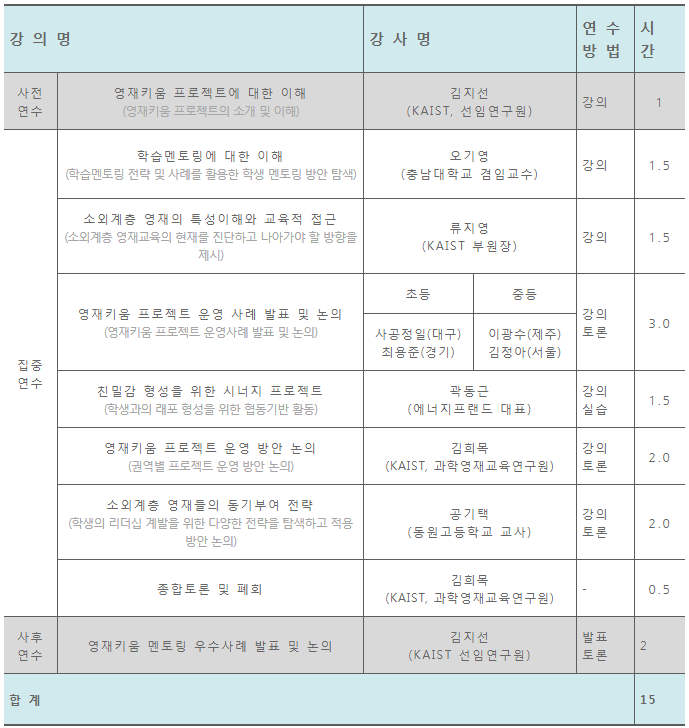 강 의 명
강 사 명
연 수
방 법
시
간
사전
연수
영재키움 프로젝트에 대한 이해
(영재키움 프로젝트의 소개 및 이해)
김지선
(KAIST, 선임연구원)
강의
1
집중
연수
학습멘토링에 대한 이해
(학습멘토링 전략 및 사례를 활용한 학생 멘토링 방안 탐색)
오기영
(충남대학교 겸임교수)
강의
1.5
소외계층 영재의 특성이해와 교육적 접근
(소외계층 영재교육의 현재를 진단하고 나아가야 할 방향을
제시)
류지영
(KAIST 부원장)
강의
1.5
영재키움 프로젝트 운영 사례 발표 및 논의
(영재키움 프로젝트 운영사례 발표 및 논의)
초등
중등
사공정일(대구)
최용준(경기)
이광수(제주)
김정아(서울)
강의
토론
3.0
친밀감 형성을 위한 시너지 프로젝트
(학생과의 래포 형성을 위한 협동기반 활동)
곽동근
(에너지프랜드 대표)
강의
실습
1.5
영재키움 프로젝트 운영 방안 논의
(권역별 프로젝트 운영 방안 논의)
김희목
(KAIST, 과학영재교육연구원)
강의
토론
2.0
소외계층 영재들의 동기부여 전략
(학생의 리더십 계발을 위한 다양한 전략을 탐색하고 적용
방안 논의)
공기택
(동원고등학교 교사)
강의
토론
2.0
종합토론 및 폐회
김희목
(KAIST, 과학영재교육연구원)
-
0.5
사후
연수
영재키움 멘토링 우수사례 발표 및 논의
김지선
(KAIST 선임연구원)
발표
토론
2
합 계
15